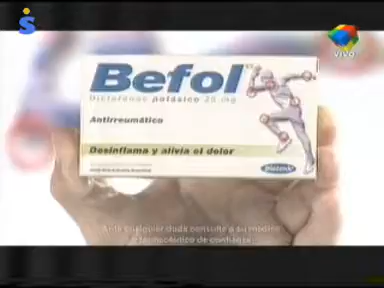 Befol
Diclofenac potásico 25 mg
Antirreumático
Desinflama y alivia el dolor
vivo
Ante cualquier duda consulte a su médico
y farmacéutico de confianza